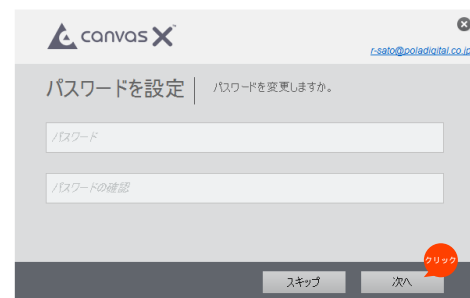 canvas X™
r-sato@poladigital.co.jp
パスワードを設定 パスワードを変更しますか。
パスワード
パスワードの確認
クリック
スキップ 次へ